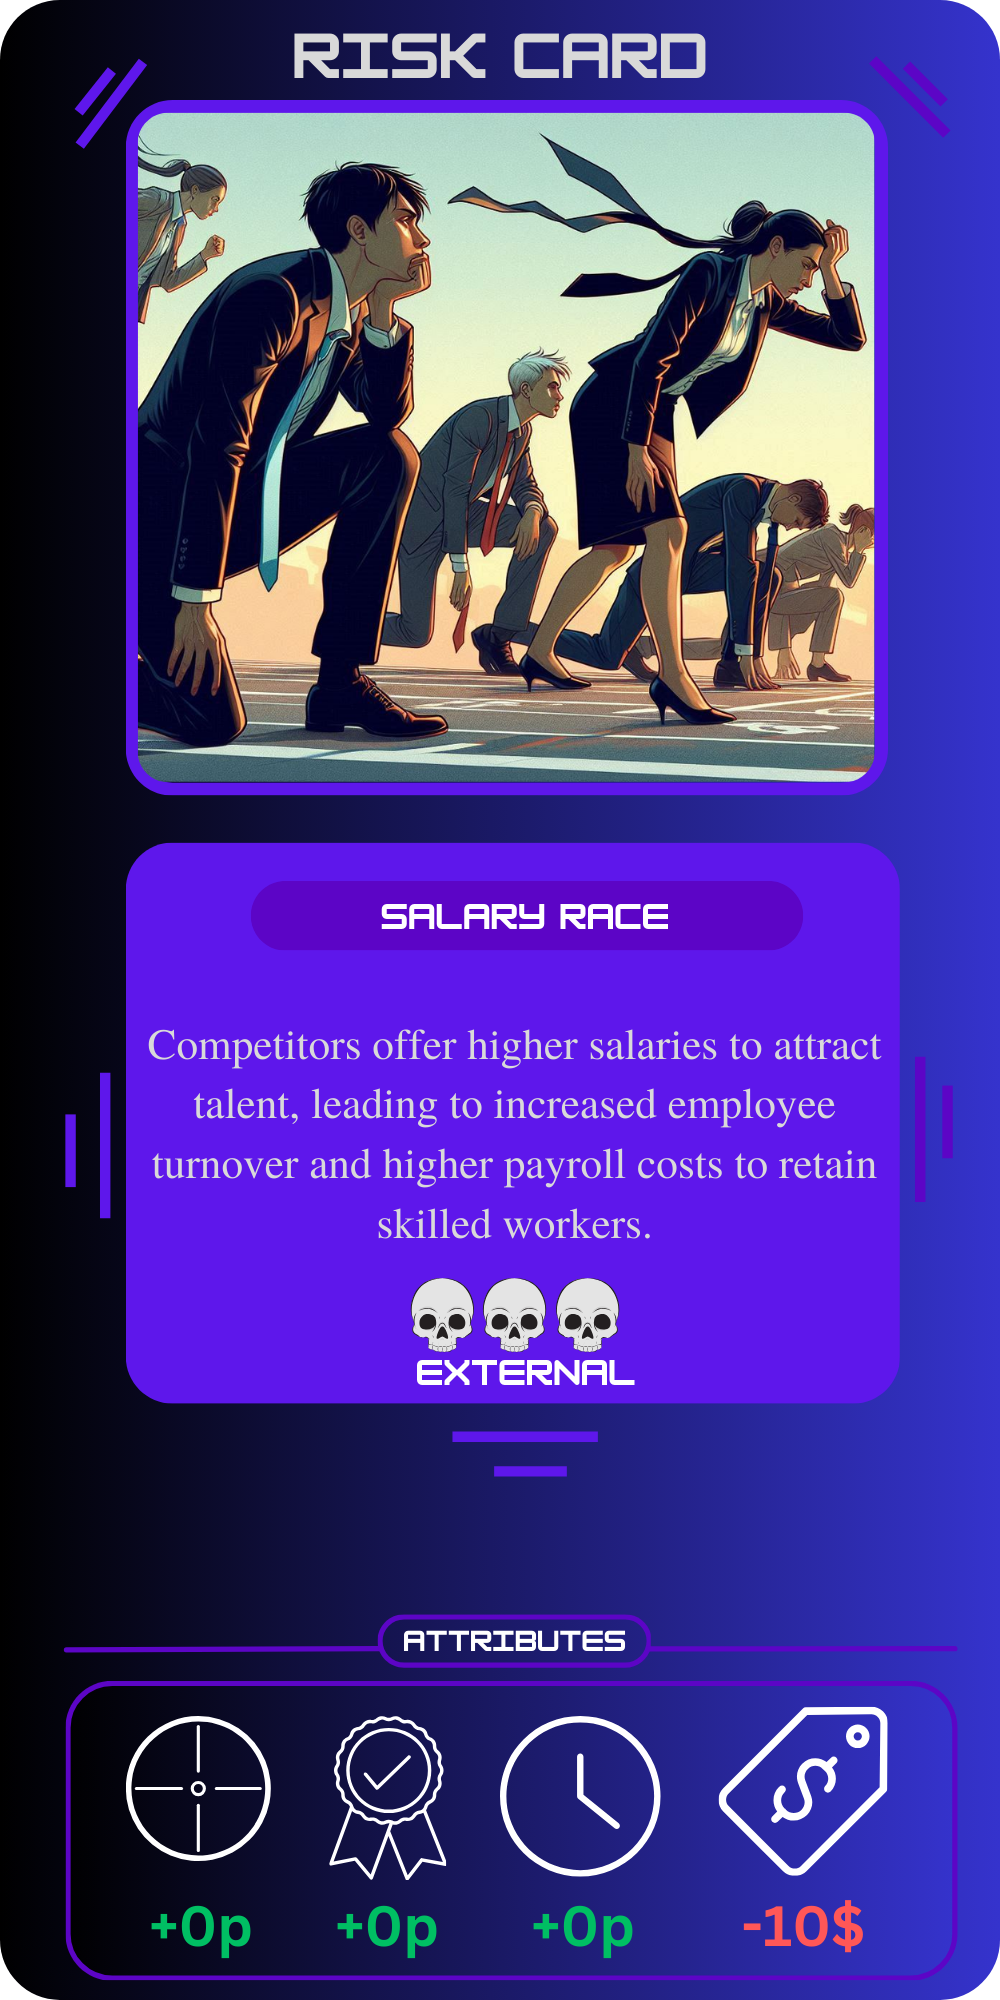 RISK CARD
SALARY RACE
Competitors offer higher salaries to attract
talent, leading to increased employee
turnover and higher payroll costs to retain
skilled workers.
EXTERNAL
ATTRIBUTES
+0p +0p +0p -10$